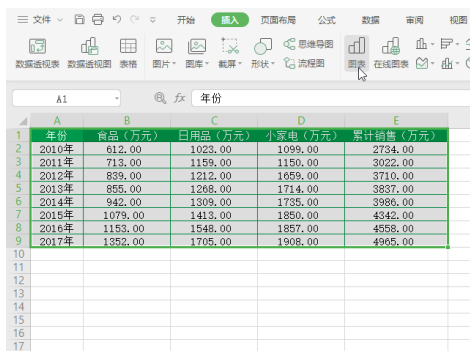 文件 开始 插入 页面布局 公式 数据 审阅 视图
思维导图
数据透视表 数据透视图 表格 图片 图库 截屏 形状 流程图 图表 在线图表
A1 fx 年份
A B C D E
1 年份 食品（万元） 日用品（万元） 小家电（万元） 累计销售（万元）
2 2010年 612.00 1023.00 1099.00 2734.00
3 2011年 713.00 1159.00 1150.00 3022.00
4 2012年 839.00 1212.00 1659.00 3710.00
5 2013年 855.00 1268.00 1714.00 3837.00
6 2014年 942.00 1309.00 1735.00 3986.00
7 2015年 1079.00 1413.00 1850.00 4342.00
8 2016年 1153.00 1548.00 1857.00 4558.00
9 2017年 1352.00 1705.00 1908.00 4965.00
10
11
12
13
14
15
16
17